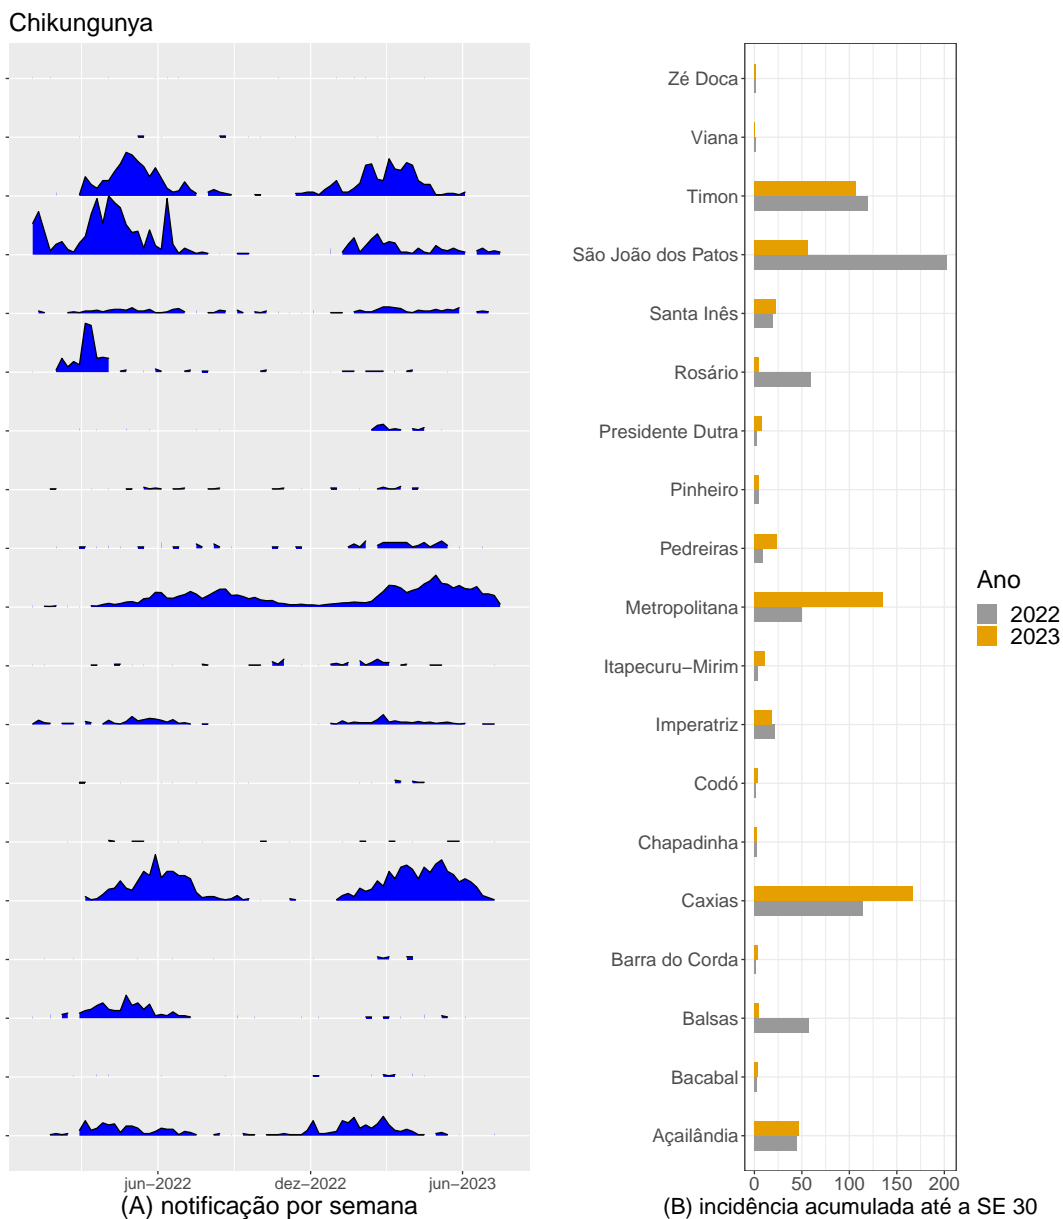 Chikungunya
Zé Doca
Viana
Timon
São João dos Patos
Santa Inês
Rosário
Presidente Dutra
Pinheiro
Pedreiras
Metropolitana
Itapecuru−Mirim
Imperatriz
Codó
Chapadinha
Caxias
Barra do Corda
Balsas
Bacabal
Açailândia
Ano
2022
2023
jun−2022 dez−2022 jun−2023
0 50 100 150 200
(A) notificação por semana
(B) incidência acumulada até a SE 30